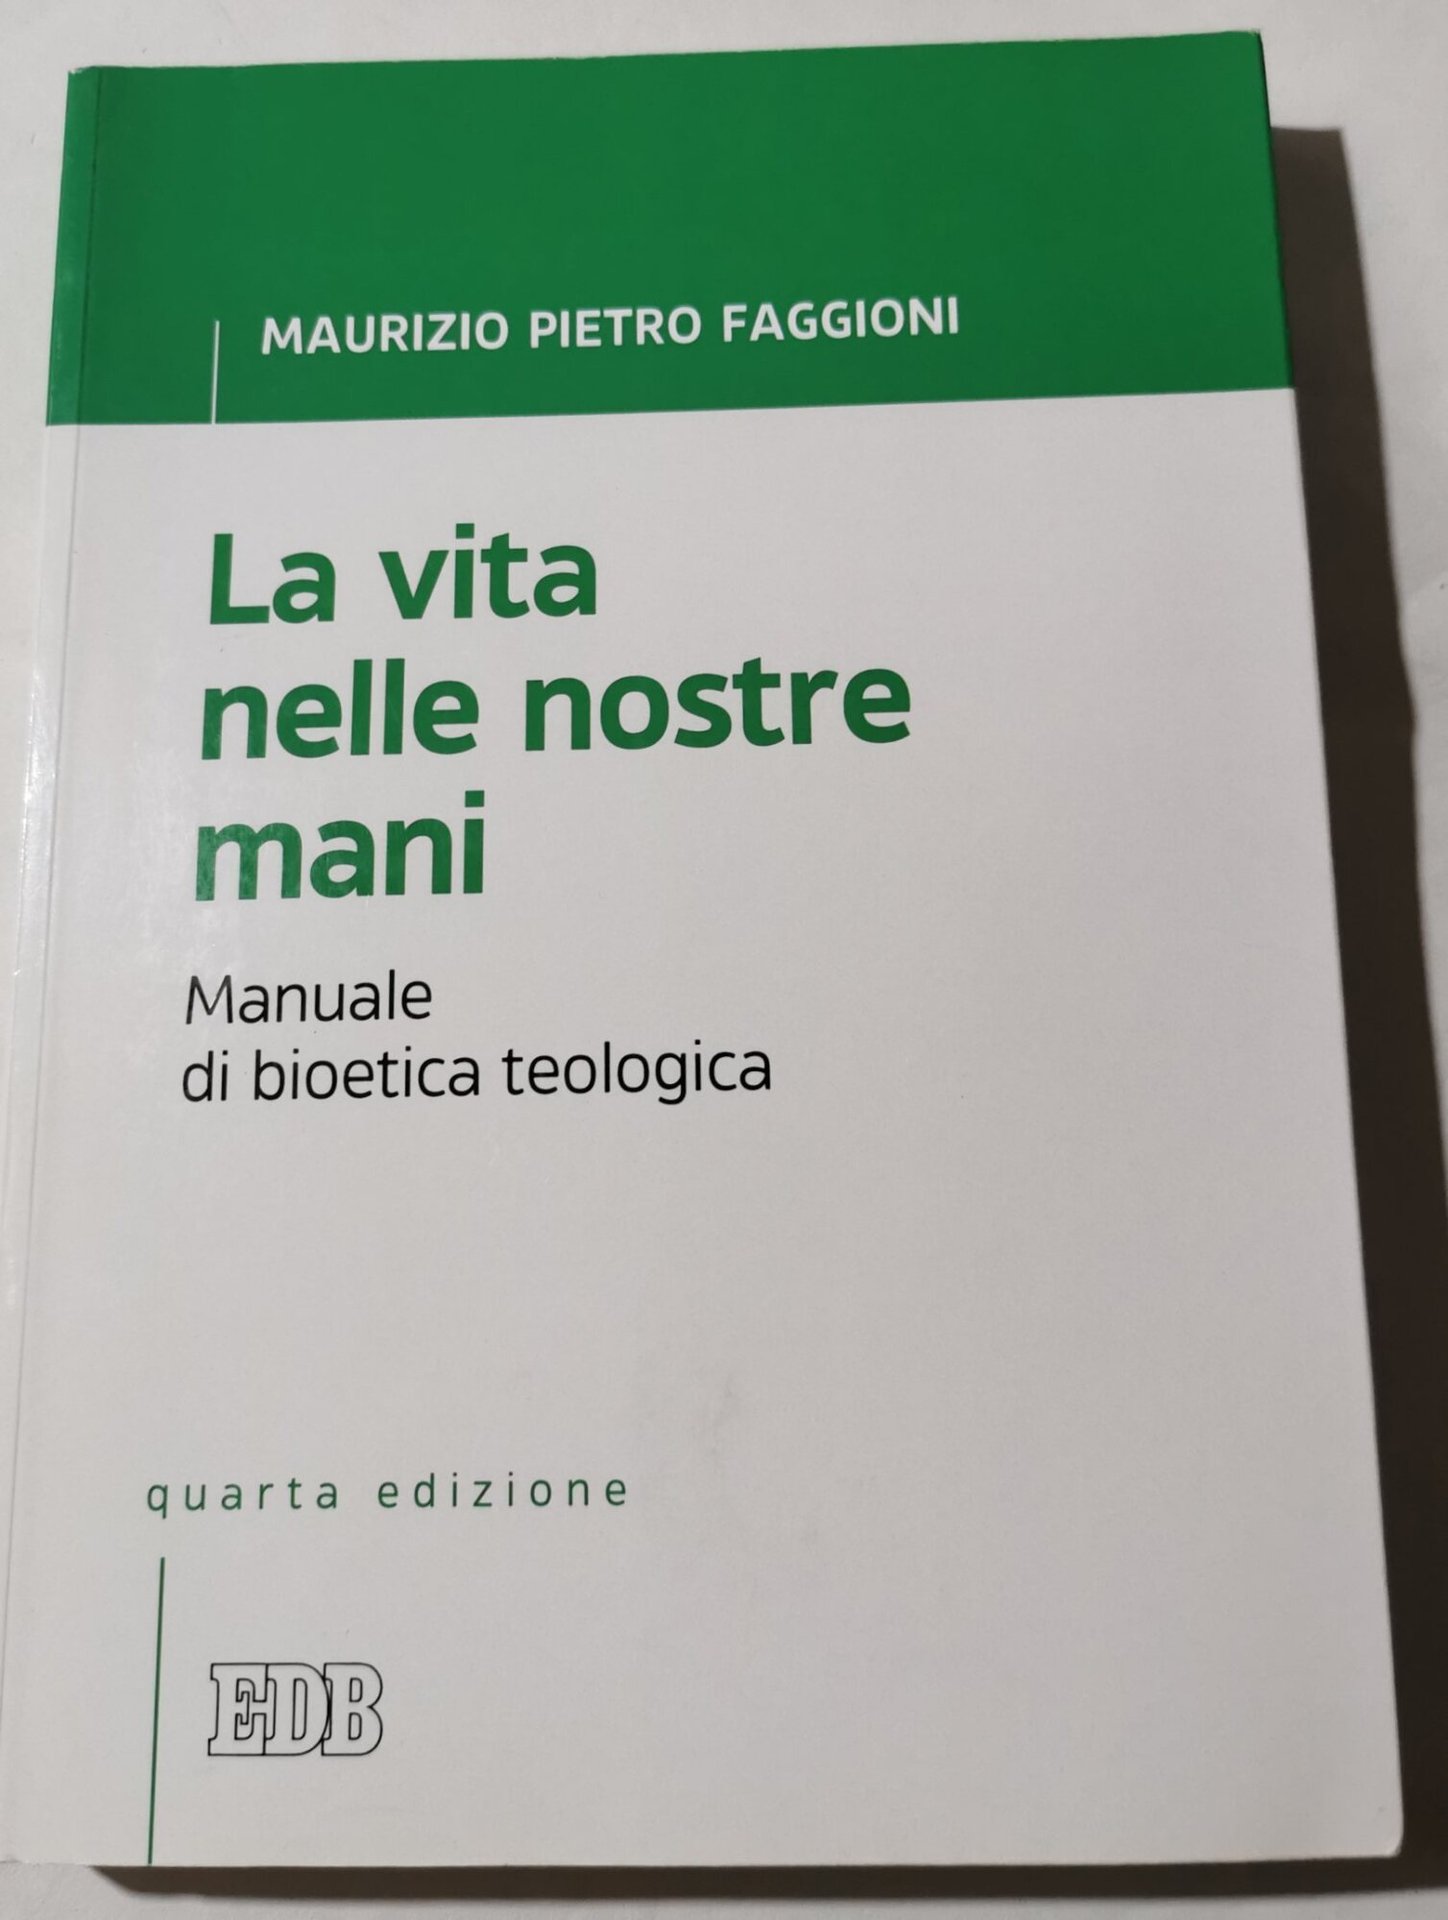 MAURIZIO PIETRO FAGGIONI
La vita
nelle nostre
mani
Manuale
di bioetica teologica
quarta edizione
EDB